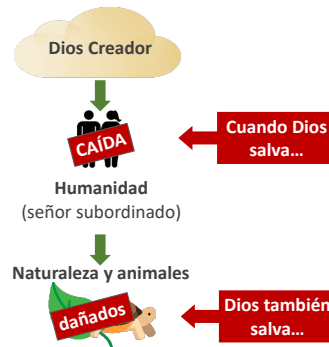 Dios Creador
CAÍDA
Cuando Dios
salva...
Humanidad
(señor subordinado)
Naturaleza y animales
dañados
Dios también
salva...